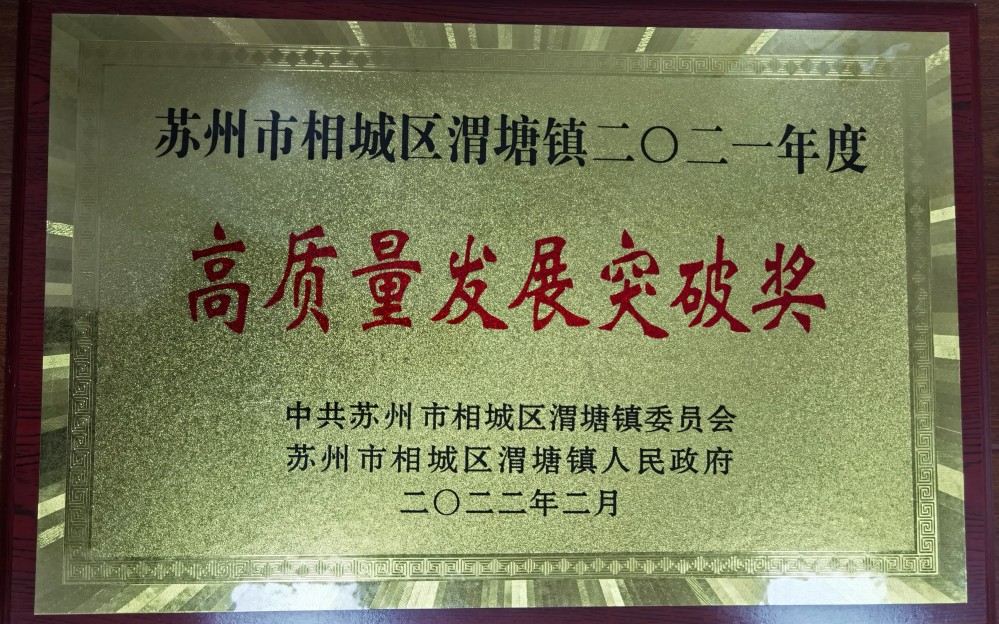 苏州市相城区渭塘镇二〇二一年度
高质量发展突破奖
中共苏州市相城区渭塘镇委员会
苏州市相城区渭塘镇人民政府
二〇二二年二月